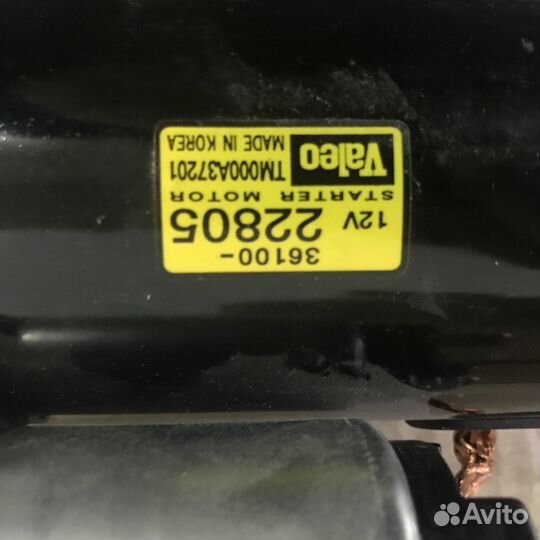 36100-
12V 22805
STARTER MOTOR
Valeo TM000A37201
MADE IN KOREA
Avito